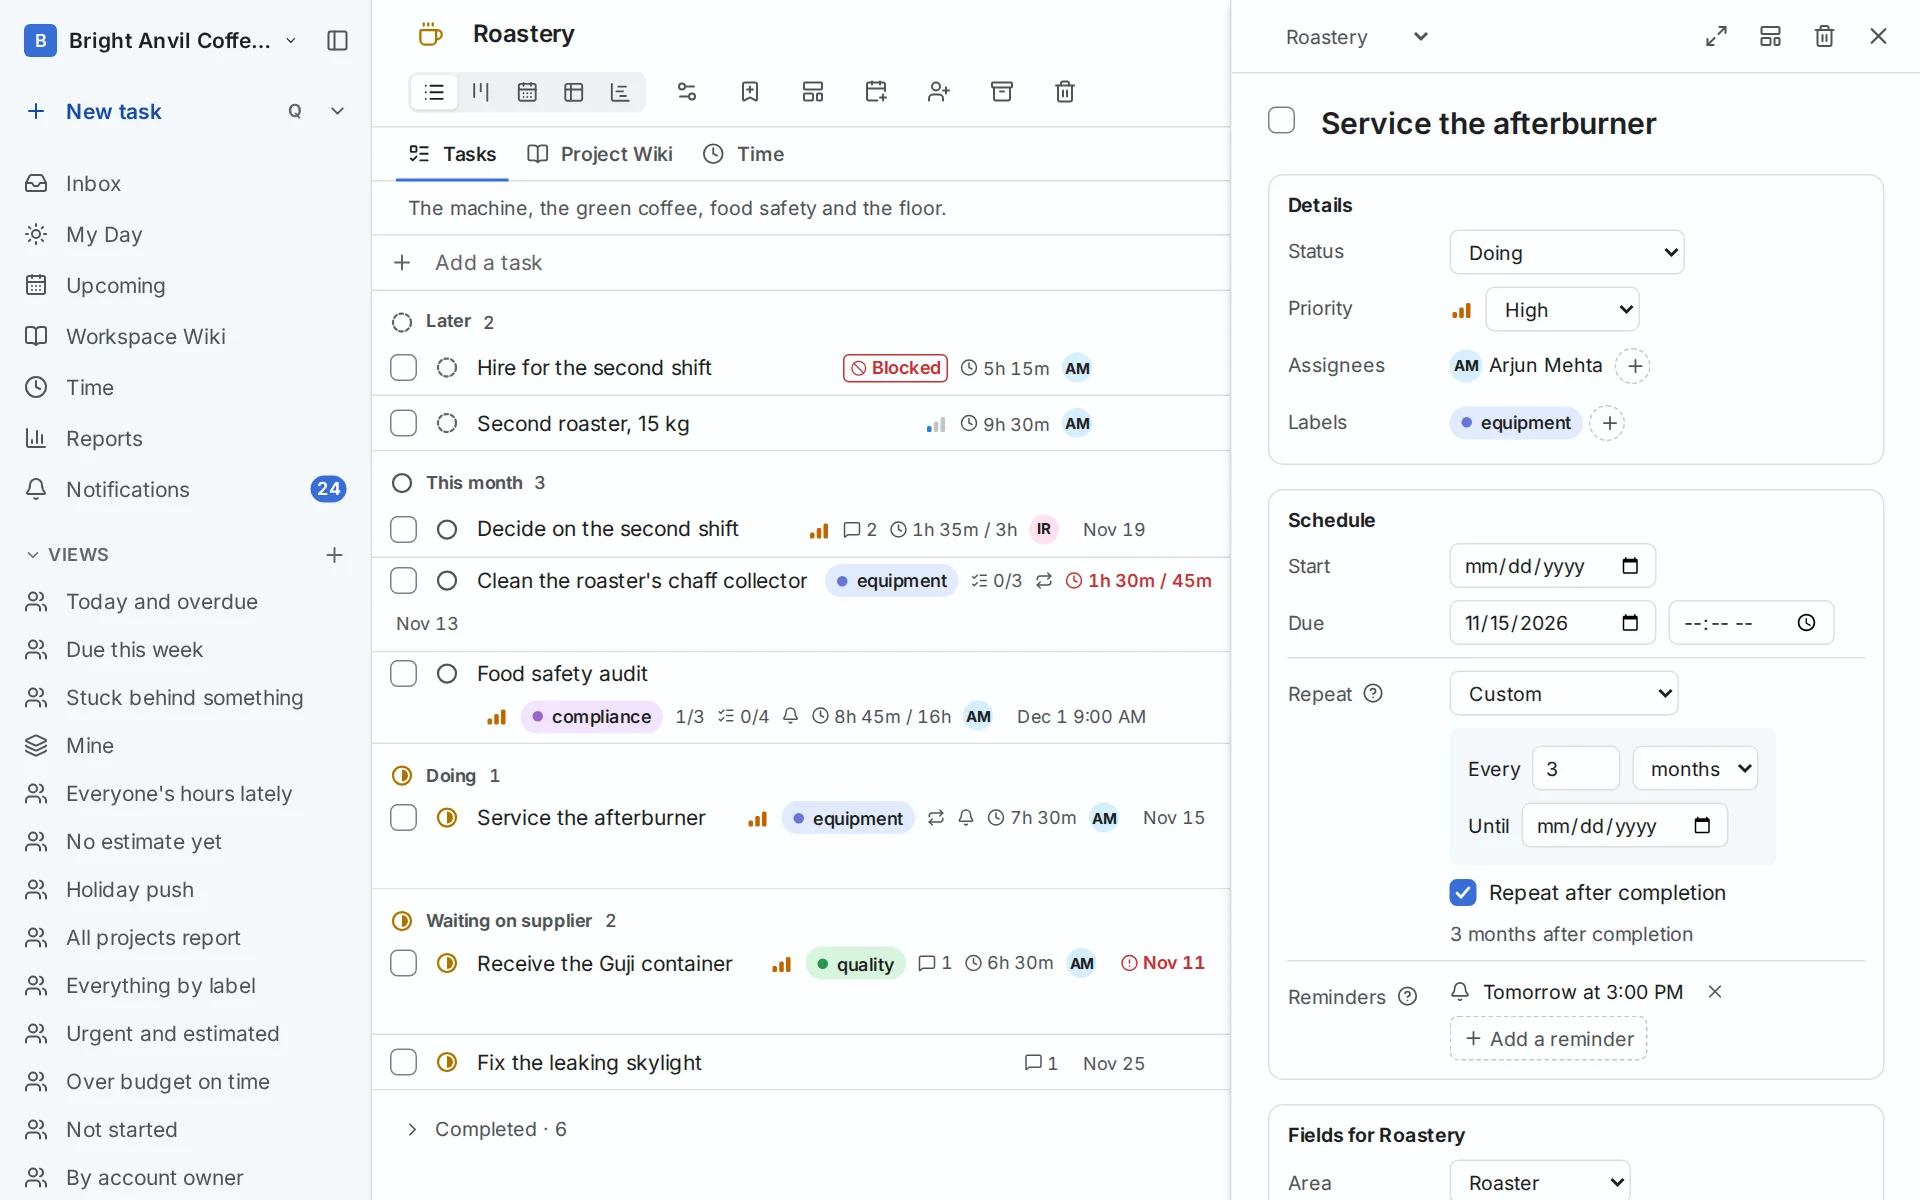 B Bright Anvil Coffe...
New task Q
Inbox
My Day
Upcoming
Workspace Wiki
Time
Reports
Notifications 24
VIEWS
Today and overdue
Due this week
Stuck behind something
Mine
Everyone's hours lately
No estimate yet
Holiday push
All projects report
Everything by label
Urgent and estimated
Over budget on time
Not started
By account owner
Roastery
Tasks Project Wiki Time
The machine, the green coffee, food safety and the floor.
Add a task
Later 2
Hire for the second shift Blocked 5h 15m AM
Second roaster, 15 kg 9h 30m AM
This month 3
Decide on the second shift 2 1h 35m / 3h IR Nov 19
Clean the roaster's chaff collector equipment 0/3 1h 30m / 45m
Nov 13
Food safety audit
compliance 1/3 0/4 8h 45m / 16h AM Dec 1 9:00 AM
Doing 1
Service the afterburner equipment 7h 30m AM Nov 15
Waiting on supplier 2
Receive the Guji container quality 1 6h 30m AM Nov 11
Fix the leaking skylight 1 Nov 25
Completed · 6
Roastery
Service the afterburner
Details
Status Doing
Priority High
Assignees AM Arjun Mehta
Labels equipment
Schedule
Start mm/dd/yyyy
Due 11/15/2026 --:-- --
Repeat Custom
Every 3 months
Until mm/dd/yyyy
Repeat after completion
3 months after completion
Reminders Tomorrow at 3:00 PM
Add a reminder
Fields for Roastery
Area Roaster